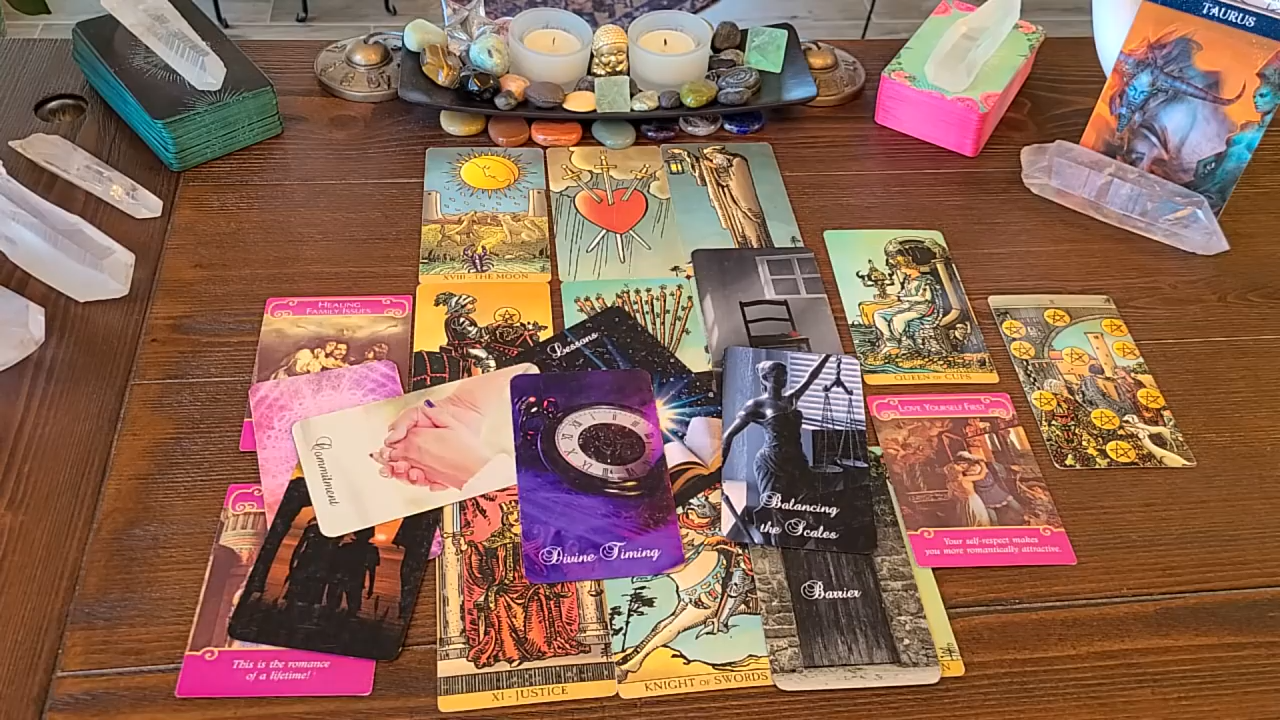 TAURUS
XVIII - THE MOON
HEALING
FAMILY ISSUES
Lessons
QUEEN OF CUPS
X
LOVE YOURSELF FIRST
Your self-respect makes
you more romantically attractive.
Commitment
Divine Timing
Balancing
the Scales
Barrier
This is the romance
of a lifetime!
XI - JUSTICE
KNIGHT OF SWORDS